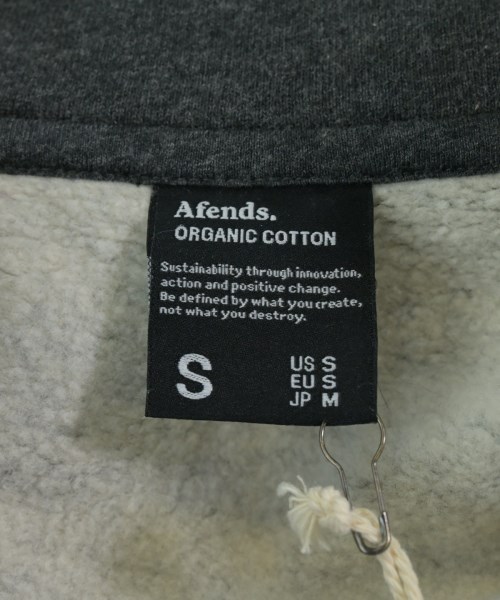 Afends.
ORGANIC COTTON
Sustainability through innovation,
action and positive change.
Be defined by what you create,
not what you destroy.
S
US S
EU S
JP M